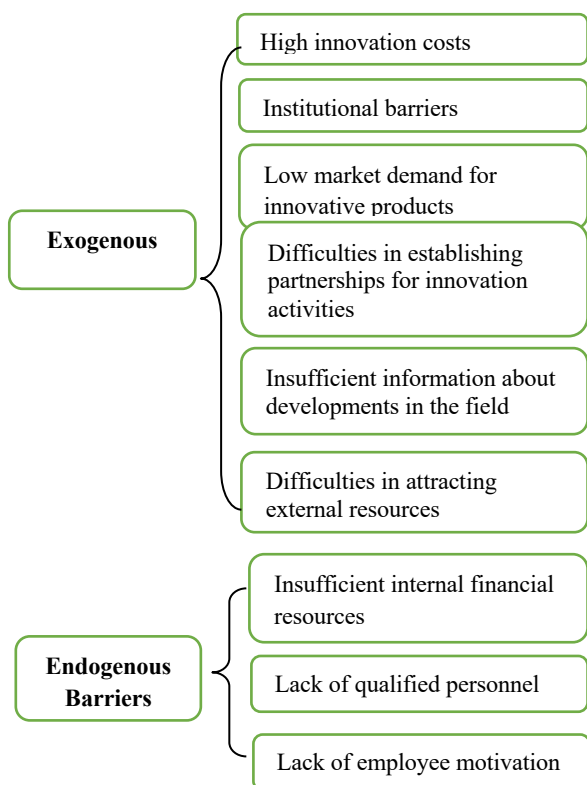 High innovation costs
Institutional barriers
Low market demand for
innovative products
Exogenous
Difficulties in establishing
partnerships for innovation
activities
Insufficient information about
developments in the field
Difficulties in attracting
external resources
Insufficient internal financial
resources
Endogenous
Barriers
Lack of qualified personnel
Lack of employee motivation